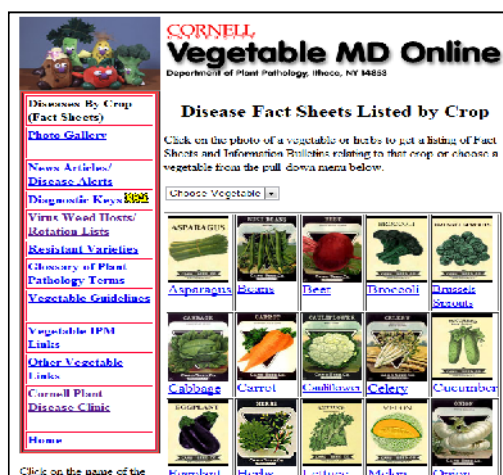 CORNELL
Vegetable MD Online
Department of Plant Pathology, Ithaca, NY 14853
Diseases By Crop
(Fact Sheets)
Photo Gallery
News Articles/
Disease Alerts
Diagnostic Keys
Virus Weed Hosts/
Rotation Lists
Resistant Varieties
Glossary of Plant
Pathology Terms
Vegetable Guidelines
Vegetable IPM
Links
Other Vegetable
Links
Cornell Plant
Disease Clinic
Home
Click on the name of the
Disease Fact Sheets Listed by Crop
Click on the photo of a vegetable or herbs to get a listing of Fact
Sheets and Information Bulletins relating to that crop or choose a
vegetable from the pull down menu below.
Choose Vegetable
ASPARAGUS
BEET
BROCCOLI
Asparagus
Beans
Beet
Broccoli
Brussels
Sprouts
CABBAGE
CARROT
CAULIFLOWER
CELERY
Cabbage
Carrot
Cauliflower
Celery
Cucumber
EGGPLANT
HERBS
LETTUCE
MELON
ONION
Eggplant
Herbs
Lettuce
Melon
Onion